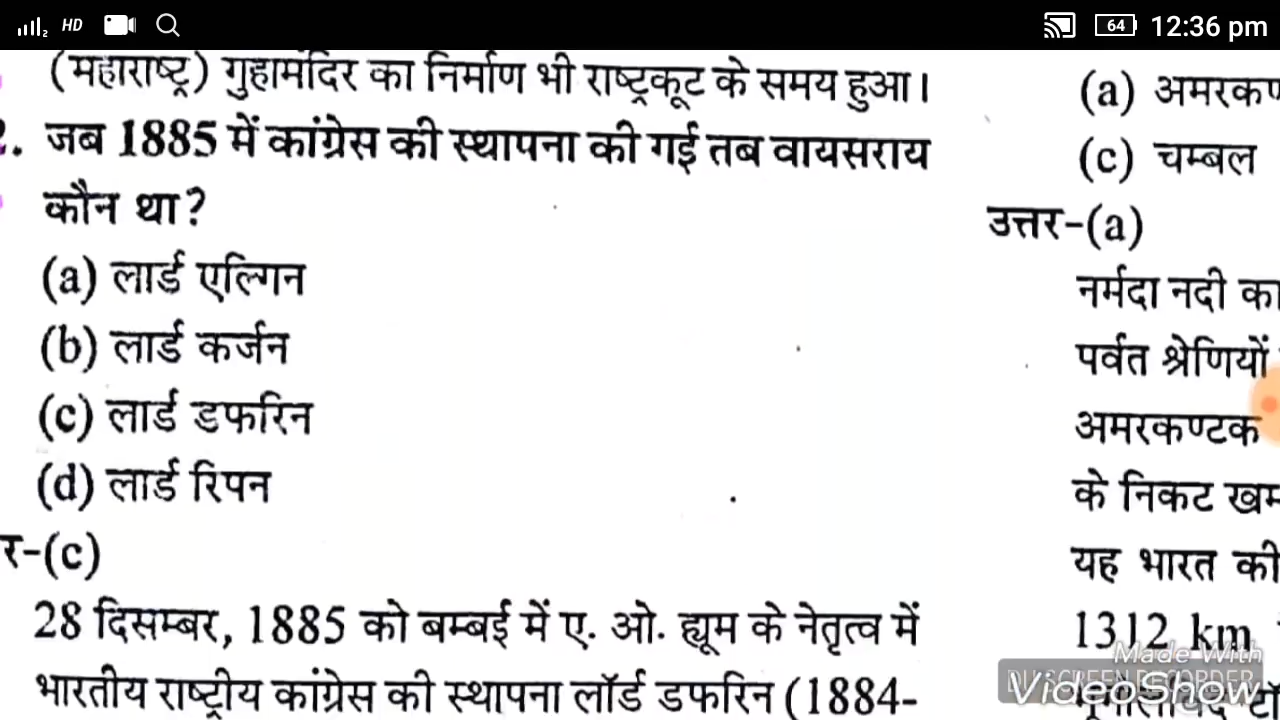 HD
64 12:36 pm
(महाराष्ट्र) गुहामंदिर का निर्माण भी राष्ट्रकूट के समय हुआ।
जब 1885 में कांग्रेस की स्थापना की गई तब वायसराय
कौन था?
(a) लार्ड एल्गिन
(b) लार्ड कर्जन
(c) लार्ड डफरिन
(d) लार्ड रिपन
र-(c)
28 दिसम्बर, 1885 को बम्बई में ए. ओ. ह्यूम के नेतृत्व में
भारतीय राष्ट्रीय कांग्रेस की स्थापना लॉर्ड डफरिन (1884-
(a)
(c) चम्बल
उत्तर-(a)
नर्मदा नदी का
पर्वत श्रेणियों
अमरकण्टक
के निकट
यह भारत की
1312 km
Made With
VideoShow